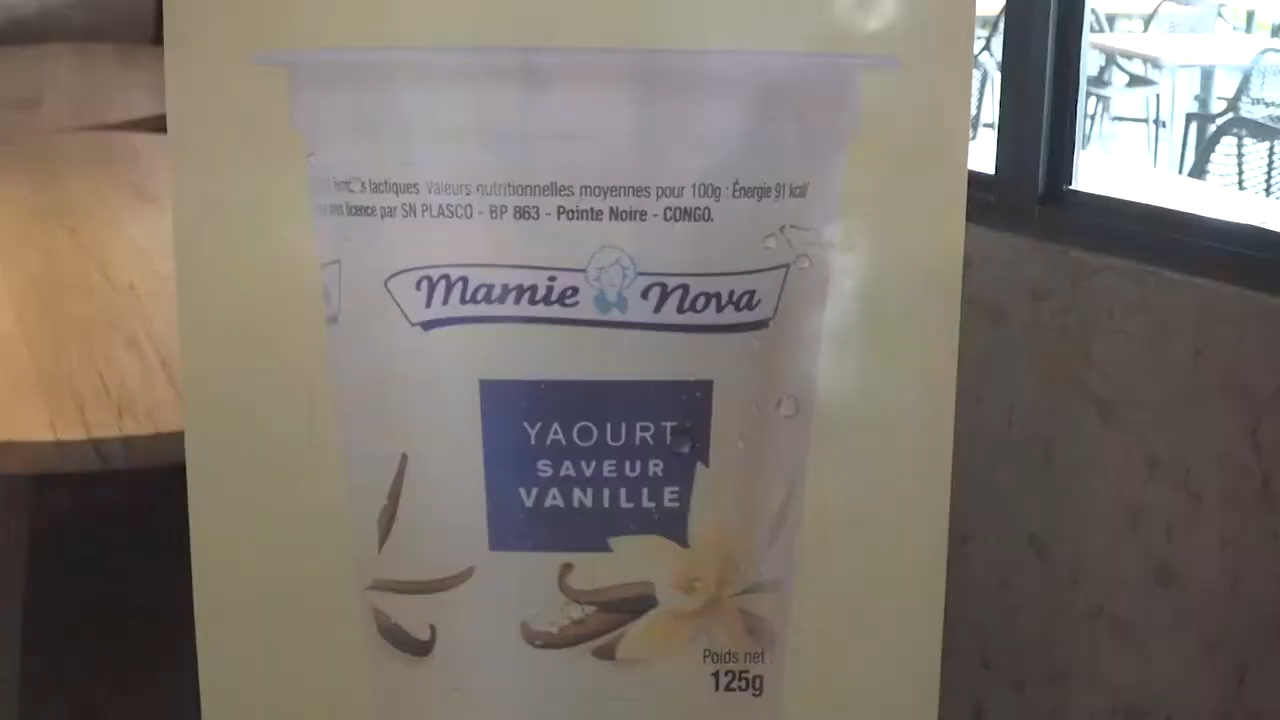 lactiques Valeurs nutritionnelles moyennes pour 100g : Énergie 91 kcal/
licence par SN PLASCO - BP 863 - Pointe Noire - CONGO.
Mamie Nova
YAOURT
SAVEUR
VANILLE
Poids net
125g